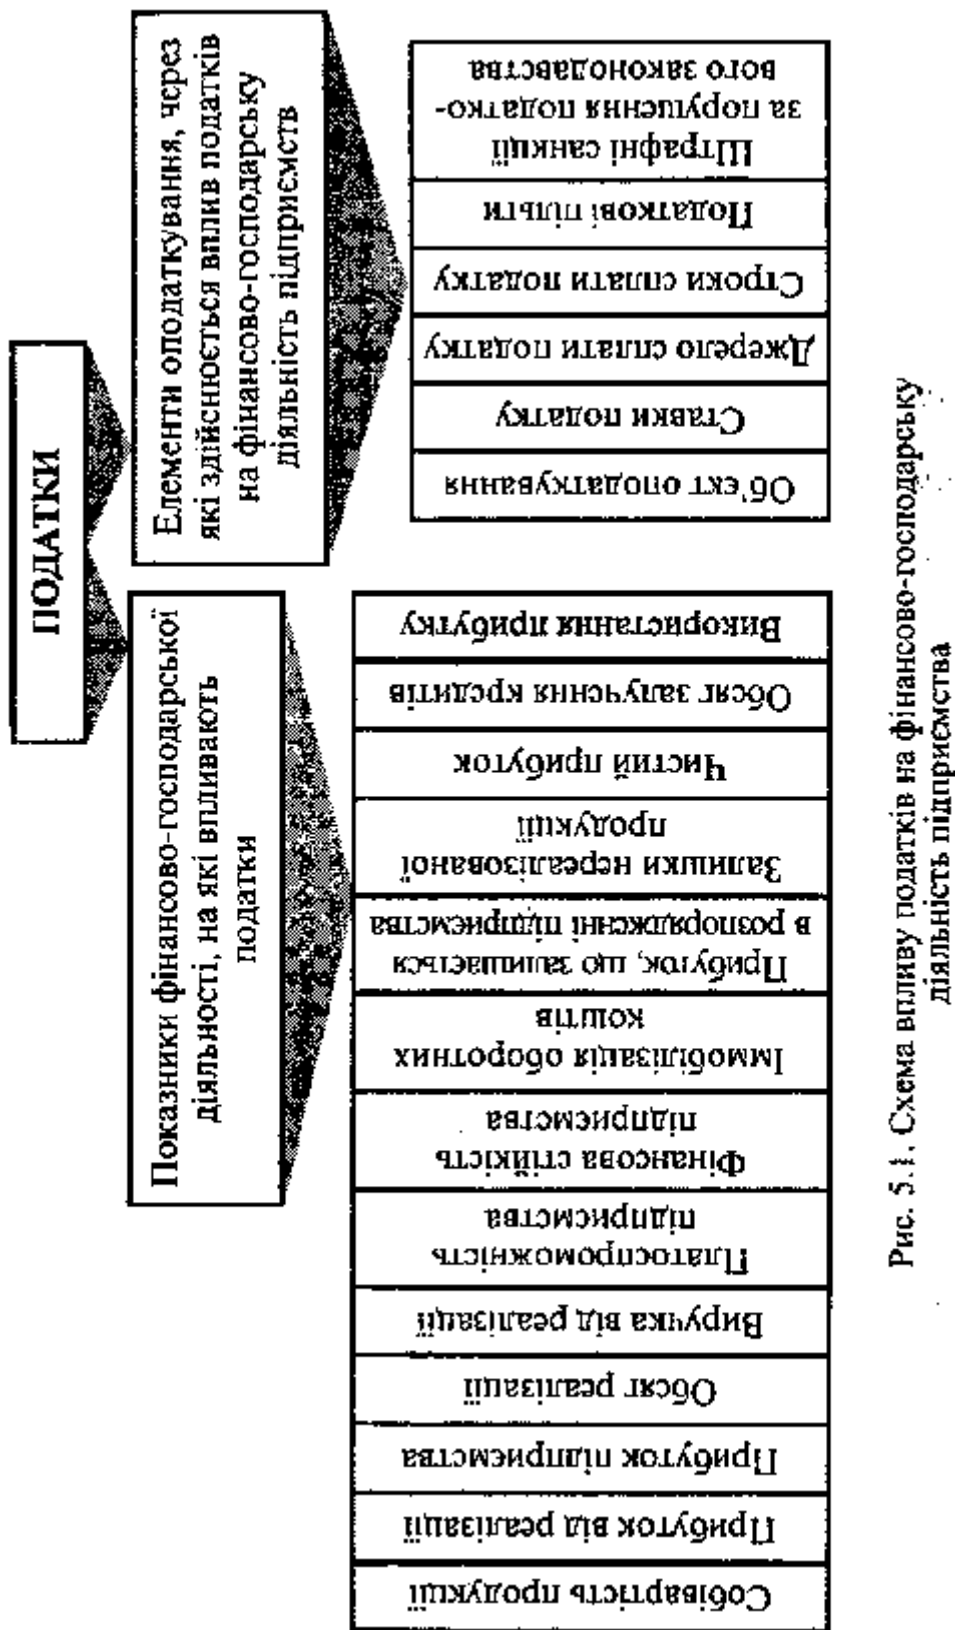 ПОДАТКИ
Показники фінансово-господарської
діяльності, на які впливають
податки
Собівартість продукції
Прибуток від реалізації
Прибуток підприємства
Обсяг реалізації
Виручка від реалізації
Платоспроможність
підприємства
Фінансова стійкість
підприємства
Іммобілізація оборотних
коштів
Прибуток, що залишається
в розпорядженні підприємства
Залишки нереалізованої
продукції
Чистий прибуток
Обсяг залучення кредитів
Використання прибутку
Елементи оподаткування, через
які здійснюється вплив податків
на фінансово-господарську
діяльність підприємств
Об'єкт оподаткування
Ставки податку
Джерело сплати податку
Строки сплати податку
Податкові пільги
Штрафні санкції
за порушення податко-
вого законодавства
Рис. 5.1. Схема впливу податків на фінансово-господарську
діяльність підприємства